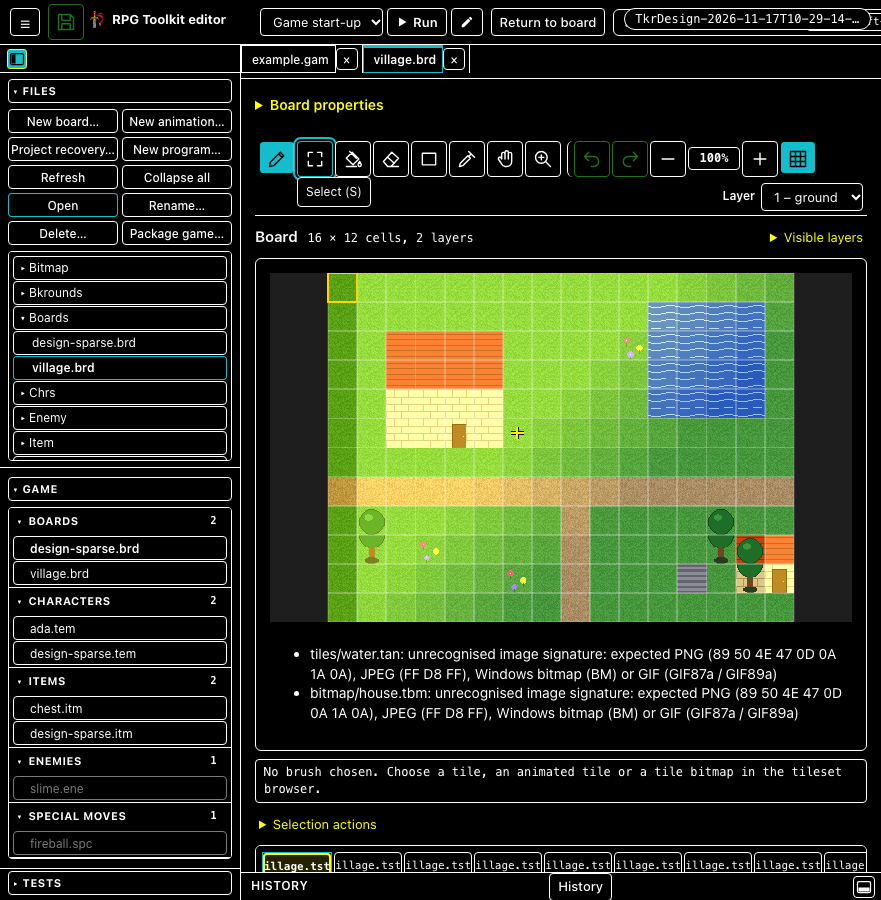 RPG Toolkit editor
Game start-up
Run
Return to board
TkrDesign-2026-11-17T10-29-14-…
example.gam ×
village.brd ×
FILES
New board…
New animation…
Project recovery…
New program…
Refresh
Collapse all
Open
Rename…
Delete…
Package game…
Bitmap
Bkrounds
Boards
design-sparse.brd
village.brd
Chrs
Enemy
Item
GAME
BOARDS 2
design-sparse.brd
village.brd
CHARACTERS 2
ada.tem
design-sparse.tem
ITEMS 2
chest.itm
design-sparse.itm
ENEMIES 1
slime.ene
SPECIAL MOVES 1
fireball.spc
TESTS
Board properties
100%
Select (S)
Layer 1 – ground
Board 16 × 12 cells, 2 layers
Visible layers
• tiles/water.tan: unrecognised image signature: expected PNG (89 50 4E 47 0D 0A
1A 0A), JPEG (FF D8 FF), Windows bitmap (BM) or GIF (GIF87a / GIF89a)
• bitmap/house.tbm: unrecognised image signature: expected PNG (89 50 4E 47 0D
0A 1A 0A), JPEG (FF D8 FF), Windows bitmap (BM) or GIF (GIF87a / GIF89a)
No brush chosen. Choose a tile, an animated tile or a tile bitmap in the tileset
browser.
Selection actions
illage.tst illage.tst illage.tst illage.tst illage.tst illage.tst illage.tst illage.tst illage
HISTORY
History